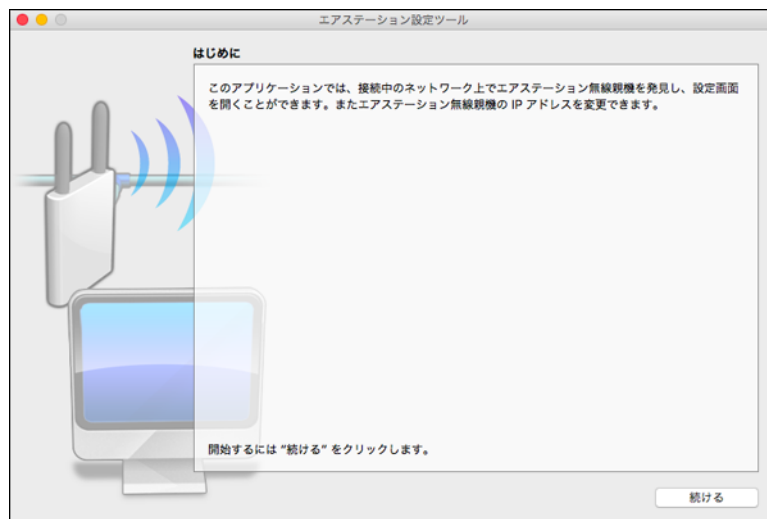 エアステーション設定ツール
はじめに
このアプリケーションでは、接続中のネットワーク上でエアステーション無線親機を発見し、設定画面
を開くことができます。またエアステーション無線親機の IP アドレスを変更できます。
開始するには “続ける” をクリックします。
続ける